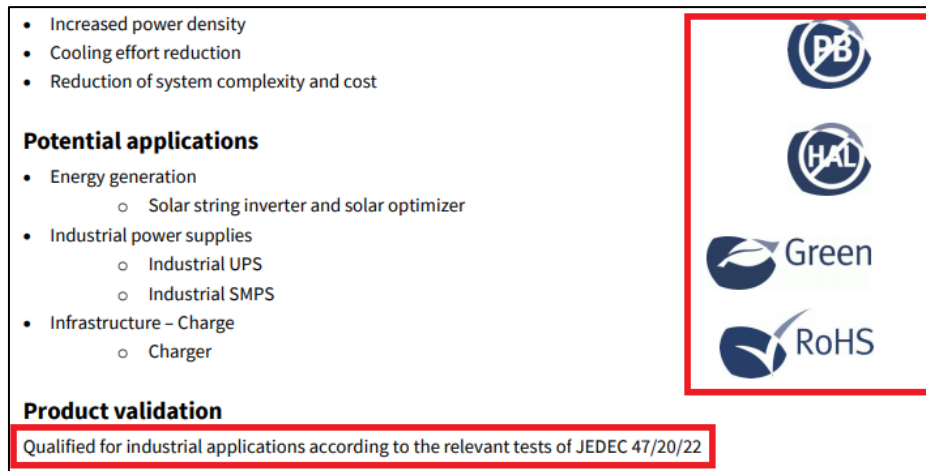 • Increased power density
• Cooling effort reduction
• Reduction of system complexity and cost
Potential applications
• Energy generation
o Solar string inverter and solar optimizer
• Industrial power supplies
o Industrial UPS
o Industrial SMPS
• Infrastructure – Charge
o Charger
Product validation
Qualified for industrial applications according to the relevant tests of JEDEC 47/20/22
PB
HAL
Green
RoHS